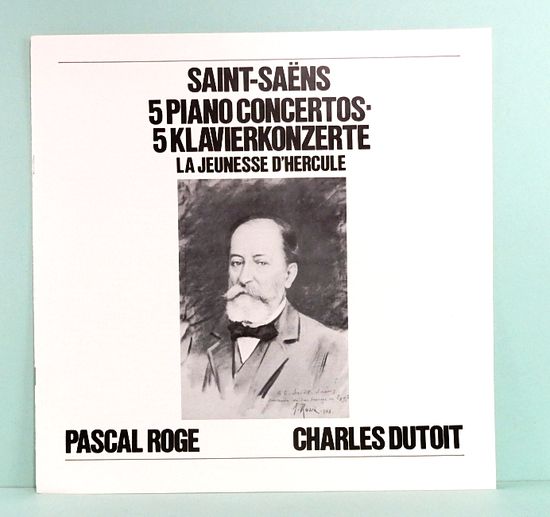 SAINT-SAËNS
5 PIANO CONCERTOS·
5 KLAVIERKONZERTE
LA JEUNESSE D'HERCULE
PASCAL ROGE
CHARLES DUTOIT